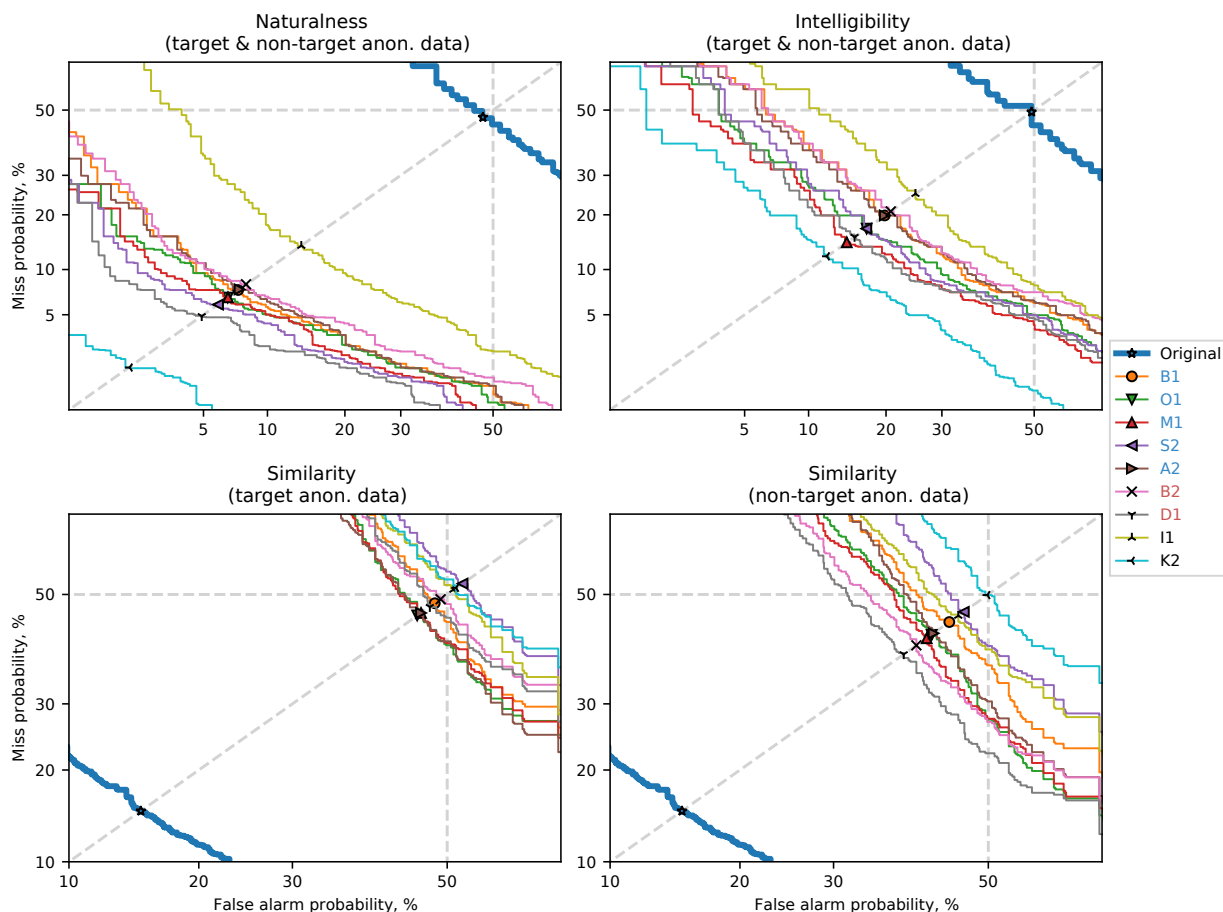 Naturalness
(target & non-target anon. data)
Intelligibility
(target & non-target anon. data)
Miss probability, %
50
30
20
10
5
5
10
20
30
50
50
30
20
10
5
5
10
20
30
50
Original
B1
O1
M1
S2
A2
B2
D1
I1
K2
Similarity
(target anon. data)
Similarity
(non-target anon. data)
Miss probability, %
50
30
20
10
10
20
30
50
False alarm probability, %
50
30
20
10
10
20
30
50
False alarm probability, %